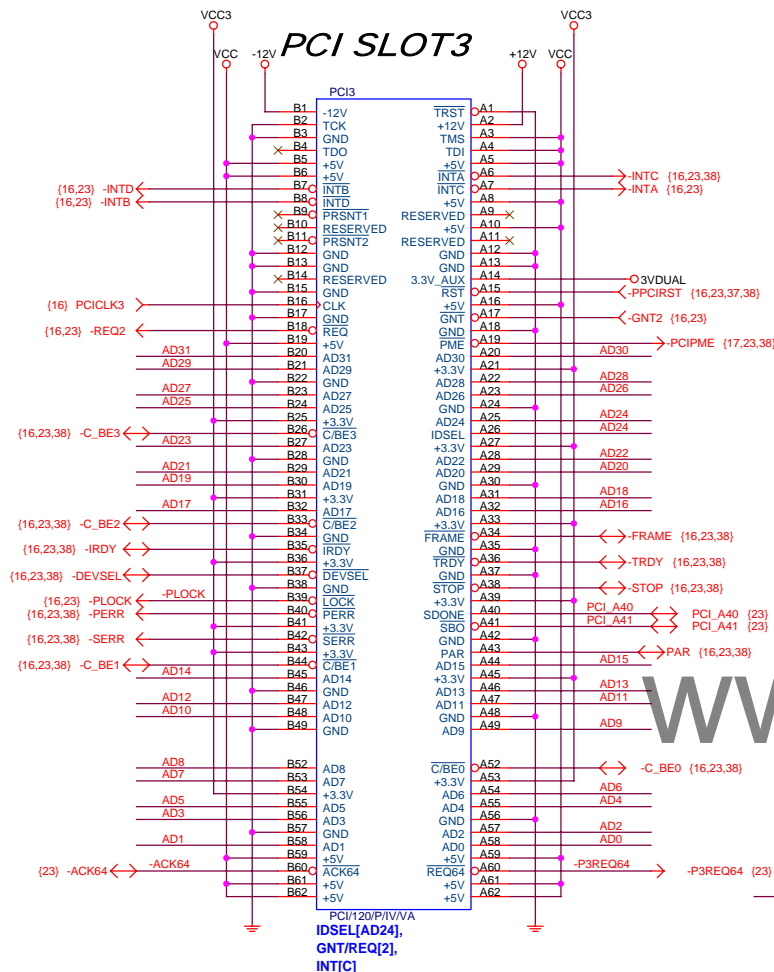 VCC3 VCC3
PCI SLOT3
VCC -12V +12V VCC
PCI3
B1 -12V TRST A1
B2 TCK +12V A2
B3 GND TMS A3
B4 TDO TDI A4
B5 +5V +5V A5
B6 +5V INTA A6 -INTC {16,23,38}
{16,23} -INTD B7 INTB INTC A7 -INTA {16,23}
{16,23} -INTB B8 INTD +5V A8
B9 PRSNT1 RESERVED A9
B10 RESERVED +5V A10
B11 PRSNT2 RESERVED A11
B12 GND GND A12
B13 GND GND A13
B14 RESERVED 3.3V_AUX A14 3VDUAL
B15 GND RST A15 -PPCIRST {16,23,37,38}
{16} PCICLK3 B16 CLK +5V A16
B17 GND GNT A17 -GNT2 {16,23}
{16,23} -REQ2 B18 REQ GND A18
B19 +5V PME A19 -PCIPME {17,23,38}
AD31 B20 AD31 AD30 A20 AD30
AD29 B21 AD29 +3.3V A21
B22 GND AD28 A22 AD28
AD27 B23 AD27 AD26 A23 AD26
AD25 B24 AD25 GND A24
B25 +3.3V AD24 A25 AD24
{16,23,38} -C_BE3 B26 C/BE3 IDSEL A26 AD24
AD23 B27 AD23 +3.3V A27
B28 GND AD22 A28 AD22
AD21 B29 AD21 AD20 A29 AD20
AD19 B30 AD19 GND A30
B31 +3.3V AD18 A31 AD18
AD17 B32 AD17 AD16 A32 AD16
{16,23,38} -C_BE2 B33 C/BE2 +3.3V A33
B34 GND FRAME A34 -FRAME {16,23,38}
{16,23,38} -IRDY B35 IRDY GND A35
B36 +3.3V TRDY A36 -TRDY {16,23,38}
{16,23,38} -DEVSEL B37 DEVSEL GND A37
B38 GND STOP A38 -STOP {16,23,38}
{16,23} -PLOCK -PLOCK B39 LOCK +3.3V A39
{16,23,38} -PERR B40 PERR SDONE A40 PCI_A40 PCI_A40 {23}
B41 +3.3V SBO A41 PCI_A41 PCI_A41 {23}
{16,23,38} -SERR B42 SERR GND A42
B43 +3.3V PAR A43 PAR {16,23,38}
{16,23,38} -C_BE1 B44 C/BE1 AD15 A44 AD15
AD14 B45 AD14 +3.3V A45
B46 GND AD13 A46 AD13
AD12 B47 AD12 AD11 A47 AD11
AD10 B48 AD10 GND A48
B49 GND AD9 A49 AD9
AD8 B52 AD8 C/BE0 A52 -C_BE0 {16,23,38}
AD7 B53 AD7 +3.3V A53
B54 +3.3V AD6 A54 AD6
AD5 B55 AD5 AD4 A55 AD4
AD3 B56 AD3 GND A56
B57 GND AD2 A57 AD2
AD1 B58 AD1 AD0 A58 AD0
B59 +5V +5V A59
{23} -ACK64 -ACK64 B60 ACK64 REQ64 A60 -P3REQ64 -P3REQ64 {23}
B61 +5V +5V A61
B62 +5V +5V A62
PCI/120/P/IV/VA
IDSEL[AD24],
GNT/REQ[2],
INT[C]